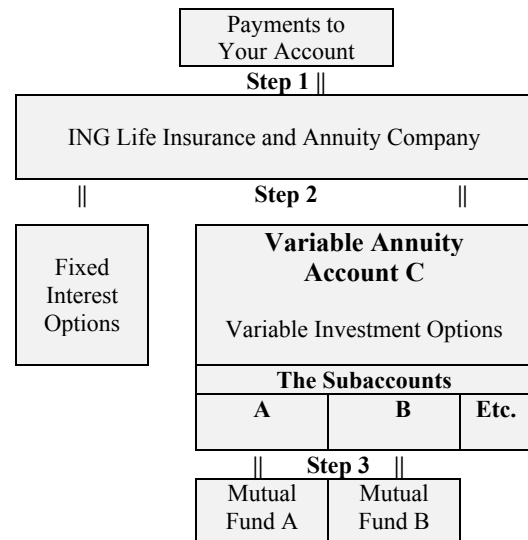 Payments to
Your Account
Step 1 ||
ING Life Insurance and Annuity Company
|| Step 2 ||
Fixed
Interest
Options
Variable Annuity
Account C
Variable Investment Options
The Subaccounts
A B Etc.
|| Step 3 ||
Mutual
Fund A
Mutual
Fund B